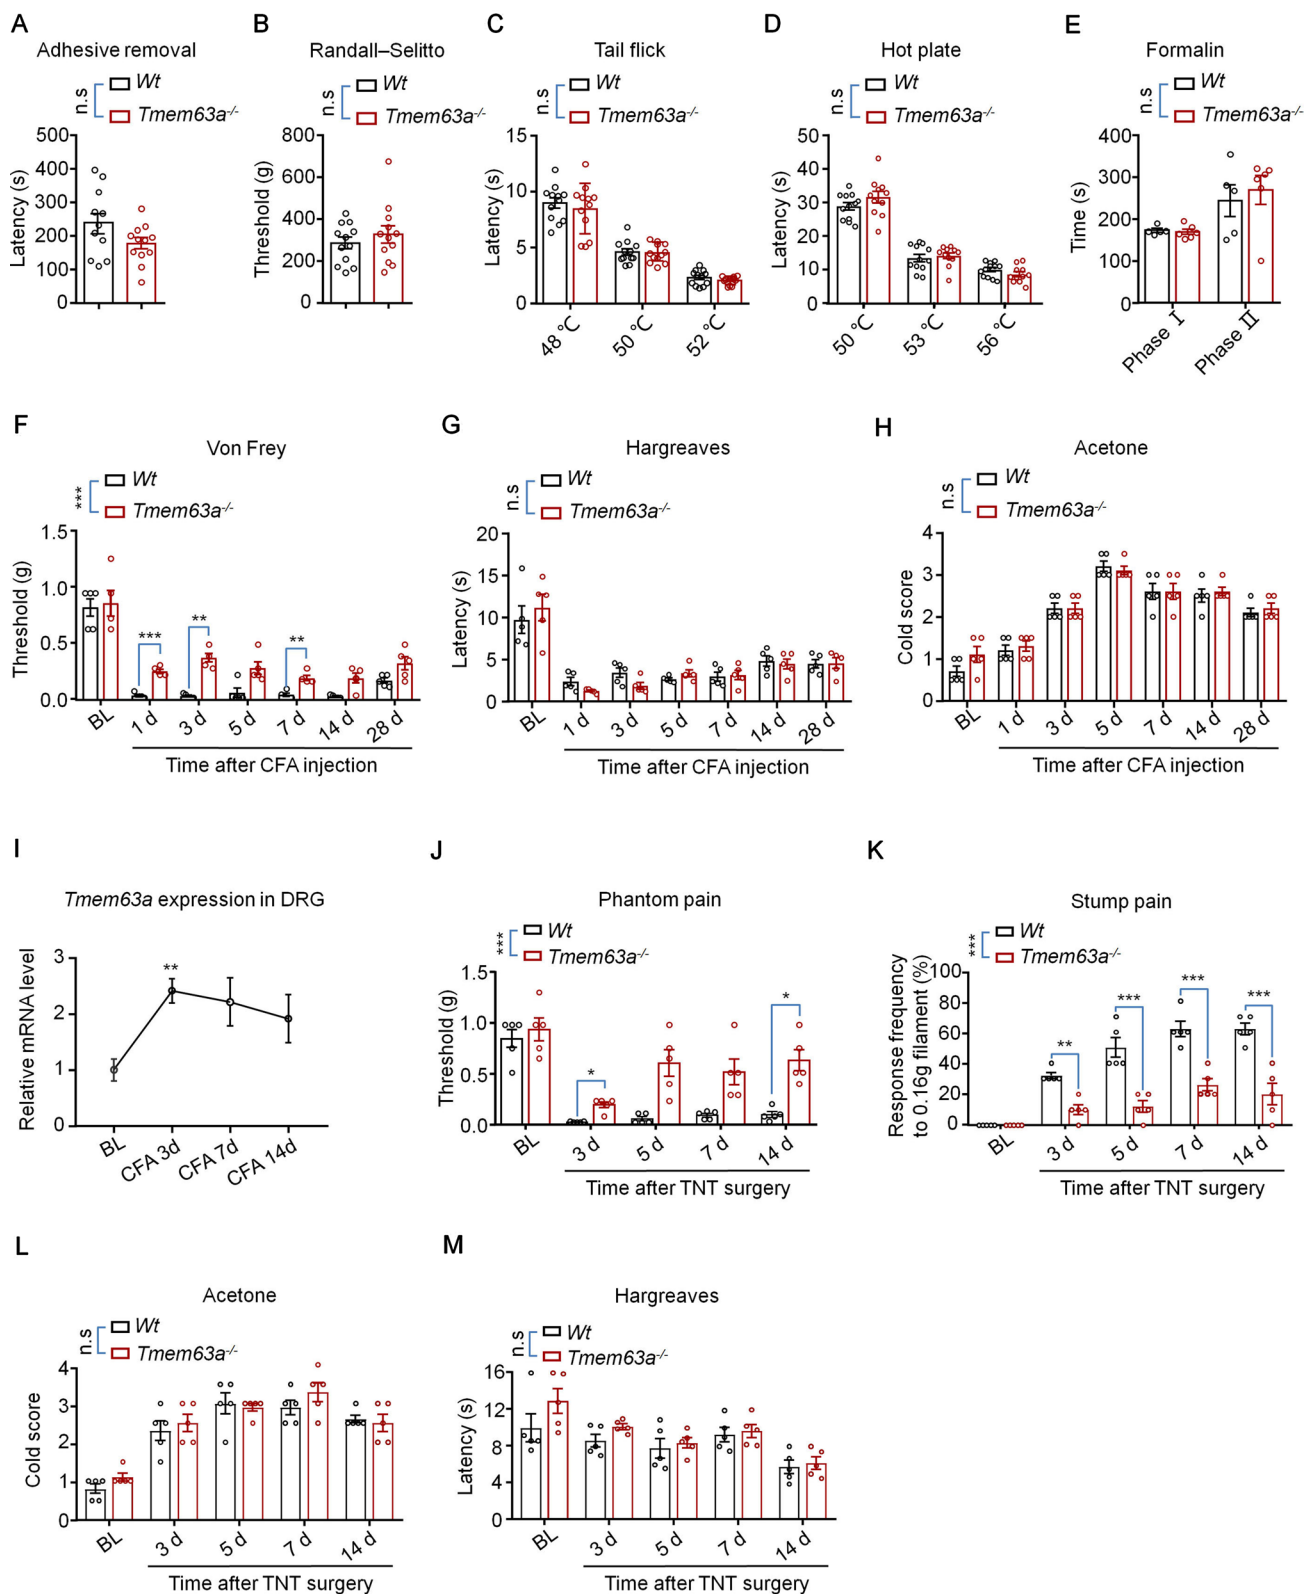 A
Adhesive removal
n.s
Wt
Tmem63a-/-
Latency (s)
500
400
300
200
100
0
B
Randall–Selitto
n.s
Wt
Tmem63a-/-
Threshold (g)
800
600
400
200
0
C
Tail flick
n.s
Wt
Tmem63a-/-
Latency (s)
15
10
5
0
48 °C
50 °C
52 °C
D
Hot plate
n.s
Wt
Tmem63a-/-
Latency (s)
50
40
30
20
10
0
50 °C
53 °C
56 °C
E
Formalin
n.s
Wt
Tmem63a-/-
Time (s)
400
300
200
100
0
Phase I
Phase II
F
Von Frey
***
Wt
Tmem63a-/-
Threshold (g)
1.5
1.0
0.5
0.0
***
**
**
BL
1 d
3 d
5 d
7 d
14 d
28 d
Time after CFA injection
G
Hargreaves
n.s
Wt
Tmem63a-/-
Latency (s)
20
15
10
5
0
BL
1 d
3 d
5 d
7 d
14 d
28 d
Time after CFA injection
H
Acetone
n.s
Wt
Tmem63a-/-
Cold score
4
3
2
1
0
BL
1 d
3 d
5 d
7 d
14 d
28 d
Time after CFA injection
I
Tmem63a expression in DRG
Relative mRNA level
3
2
1
0
**
BL
CFA 3d
CFA 7d
CFA 14d
J
Phantom pain
***
Wt
Tmem63a-/-
Threshold (g)
1.5
1.0
0.5
0.0
*
*
BL
3 d
5 d
7 d
14 d
Time after TNT surgery
K
Stump pain
***
Wt
Tmem63a-/-
Response frequency
to 0.16g filament (%)
100
80
60
40
20
0
**
***
***
***
BL
3 d
5 d
7 d
14 d
Time after TNT surgery
L
Acetone
n.s
Wt
Tmem63a-/-
Cold score
4
3
2
1
0
BL
3 d
5 d
7 d
14 d
Time after TNT surgery
M
Hargreaves
n.s
Wt
Tmem63a-/-
Latency (s)
16
12
8
4
0
BL
3 d
5 d
7 d
14 d
Time after TNT surgery